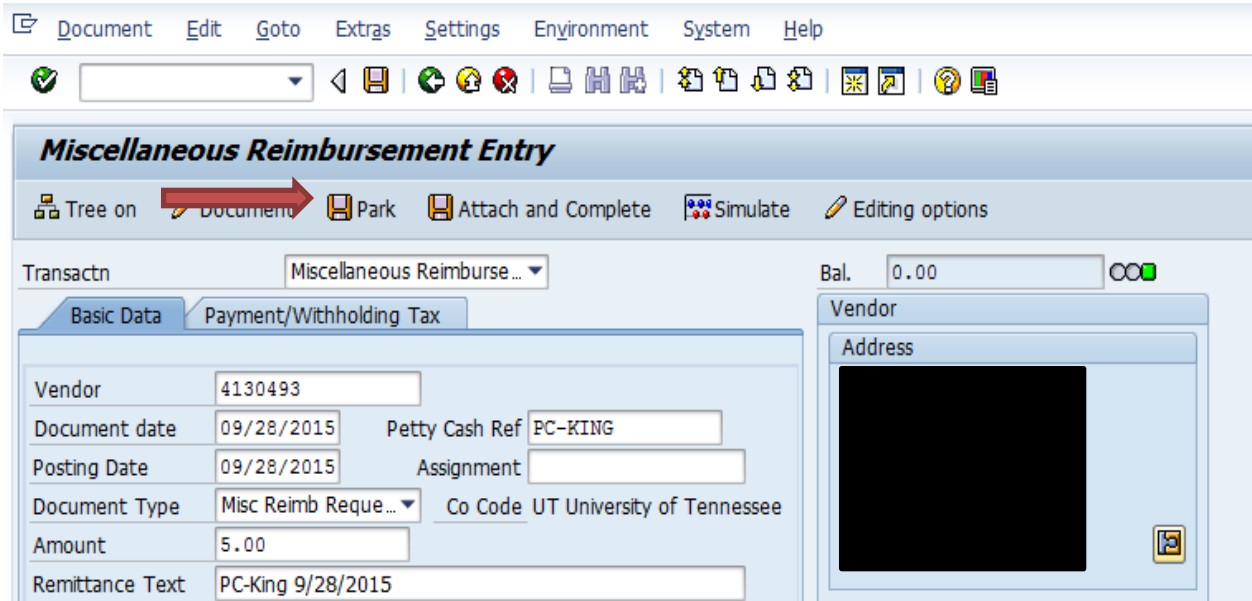 Document Edit Goto Extras Settings Environment System Help
Miscellaneous Reimbursement Entry
Tree on Document Park Attach and Complete Simulate Editing options
Transactn Miscellaneous Reimburse... Bal. 0.00
Basic Data Payment/Withholding Tax Vendor
Address
Vendor 4130493
Document date 09/28/2015 Petty Cash Ref PC-KING
Posting Date 09/28/2015 Assignment
Document Type Misc Reimb Reque... Co Code UT University of Tennessee
Amount 5.00
Remittance Text PC-King 9/28/2015